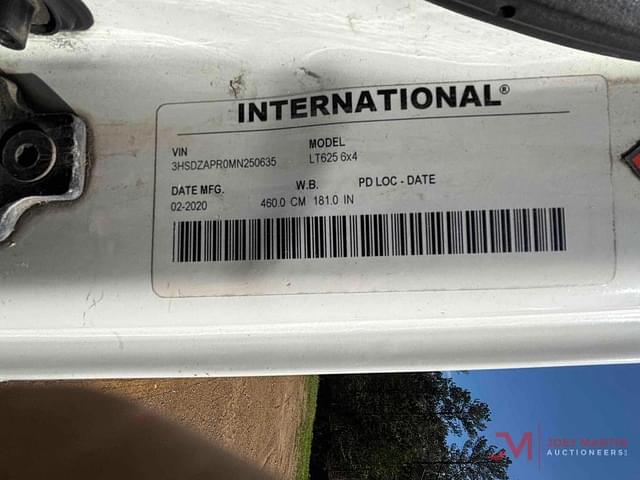 INTERNATIONAL®
VIN MODEL
3HSDZAPR0MN250635 LT625 6x4
DATE MFG. W.B. PD LOC - DATE
02-2020 460.0 CM 181.0 IN
JM JOEY MARTIN
AUCTIONEERS